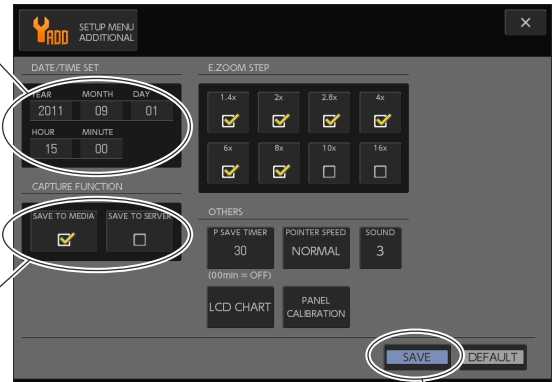 ADD
SETUP MENU
ADDITIONAL
×
DATE/TIME SET
YEAR MONTH DAY
2011 09 01
HOUR MINUTE
15 00
CAPTURE FUNCTION
SAVE TO MEDIA SAVE TO SERVER
E.ZOOM STEP
1.4x 2x 2.8x 4x
6x 8x 10x 16x
OTHERS
P SAVE TIMER POINTER SPEED SOUND
30 NORMAL 3
(00min = OFF)
LCD CHART PANEL
CALIBRATION
SAVE DEFAULT